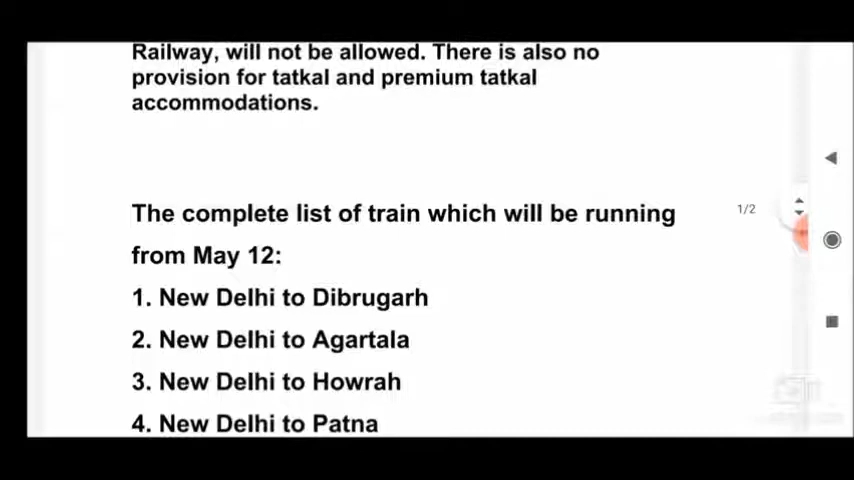 Railway, will not be allowed. There is also no
provision for tatkal and premium tatkal
accommodations.
The complete list of train which will be running
1/2
from May 12:
1. New Delhi to Dibrugarh
2. New Delhi to Agartala
3. New Delhi to Howrah
4. New Delhi to Patna